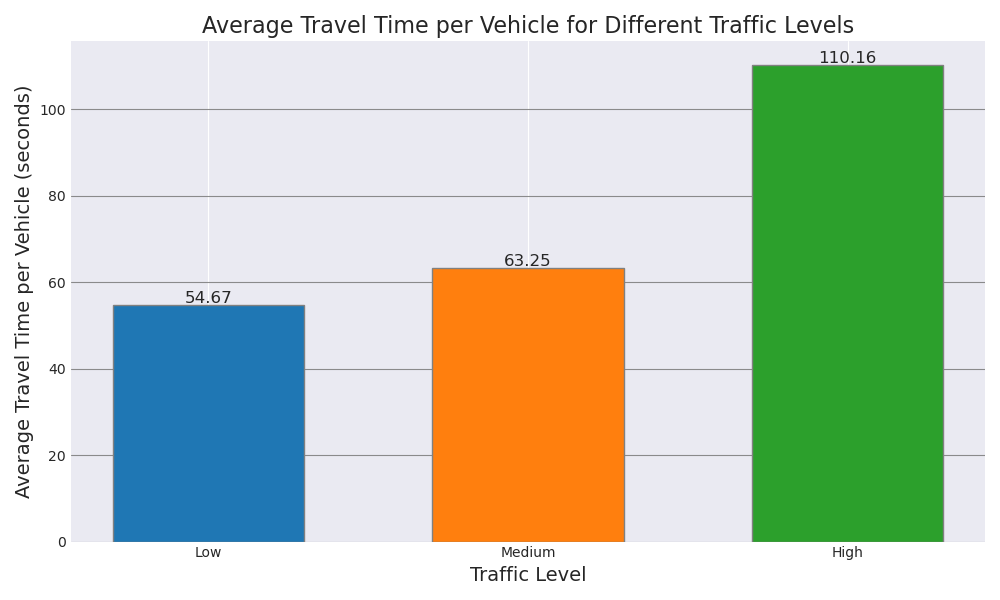 Average Travel Time per Vehicle for Different Traffic Levels
Average Travel Time per Vehicle (seconds)
100
80
60
40
20
0
54.67
63.25
110.16
Low
Medium
High
Traffic Level